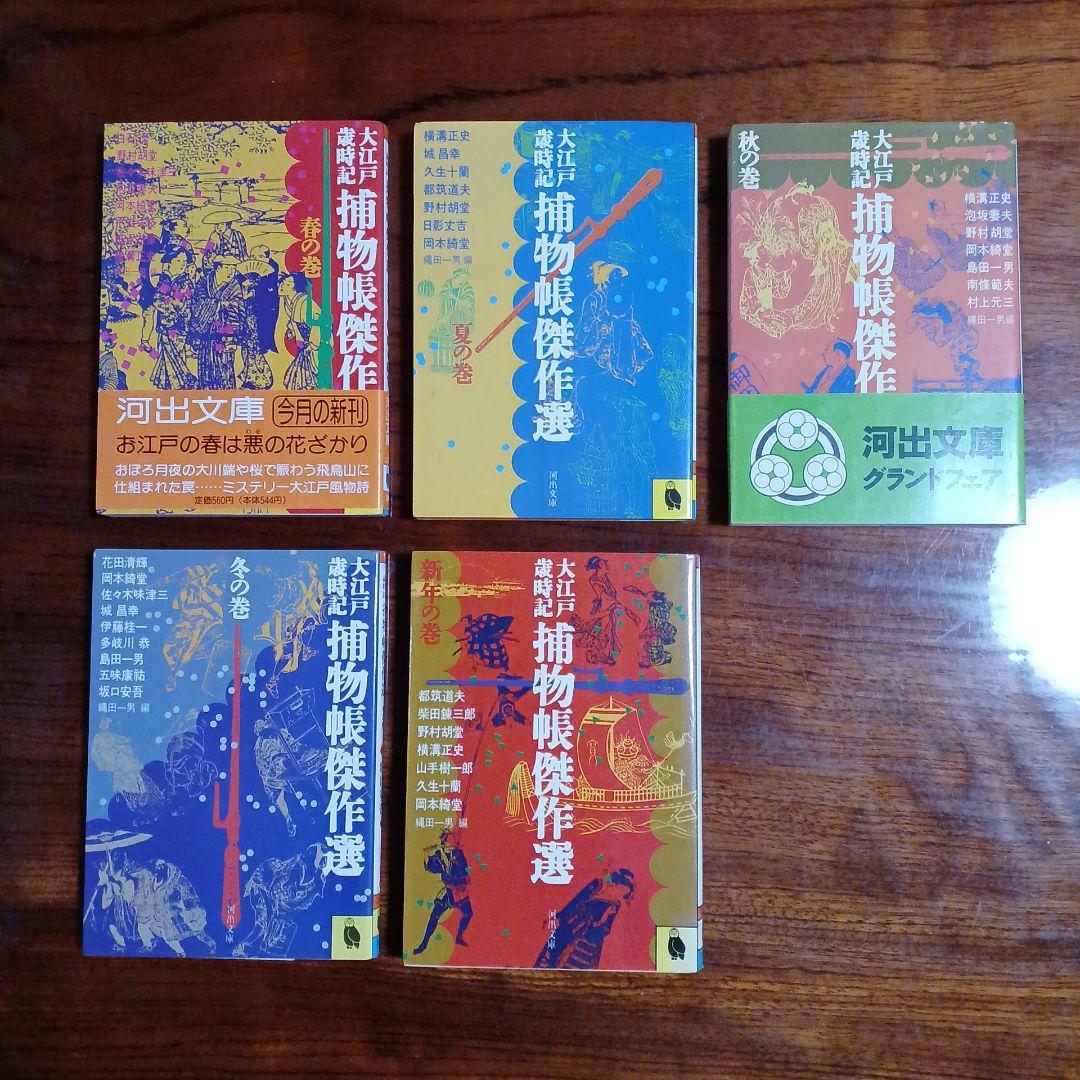 大江戸
歳時記
捕物帳傑作
春の巻
野村胡堂
河出文庫
今月の新刊
わる
お江戸の春は悪の花ざかり
おぼろ月夜の大川端や桜で賑わう飛鳥山に
仕組まれた罠……ミステリー大江戸風物詩
定価560円(本体544円)
大江戸
歳時記
捕物帳傑作選
夏の巻
横溝正史
城 昌幸
久生十蘭
都筑道夫
野村胡堂
日影丈吉
岡本綺堂
縄田一男 編
河出文庫
大江戸
歳時記
捕物帳傑作
秋の巻
横溝正史
泡坂妻夫
野村胡堂
岡本綺堂
島田一男
南條範夫
村上元三
縄田一男編
河出文庫
グランドフェア
大江戸
歳時記
捕物帳傑作選
冬の巻
花田清輝
岡本綺堂
佐々木味津三
城 昌幸
伊藤桂一
多岐川 恭
島田一男
五味康祐
坂口安吾
縄田一男 編
河出文庫
大江戸
歳時記
捕物帳傑作選
新年の巻
都筑道夫
柴田錬三郎
野村胡堂
横溝正史
山手樹一郎
久生十蘭
岡本綺堂
縄田一男 編
河出文庫